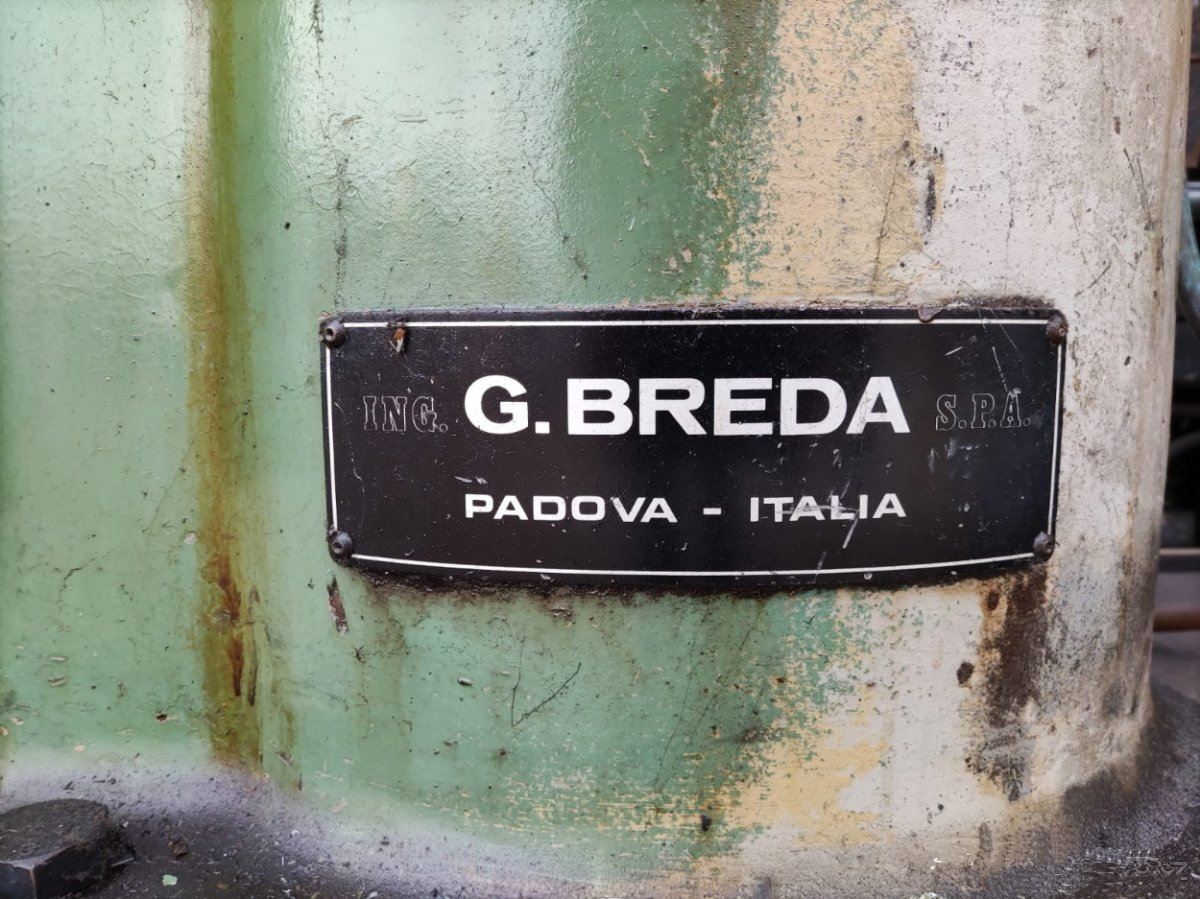 ING. G. BREDA S.P.A.
PADOVA - ITALIA